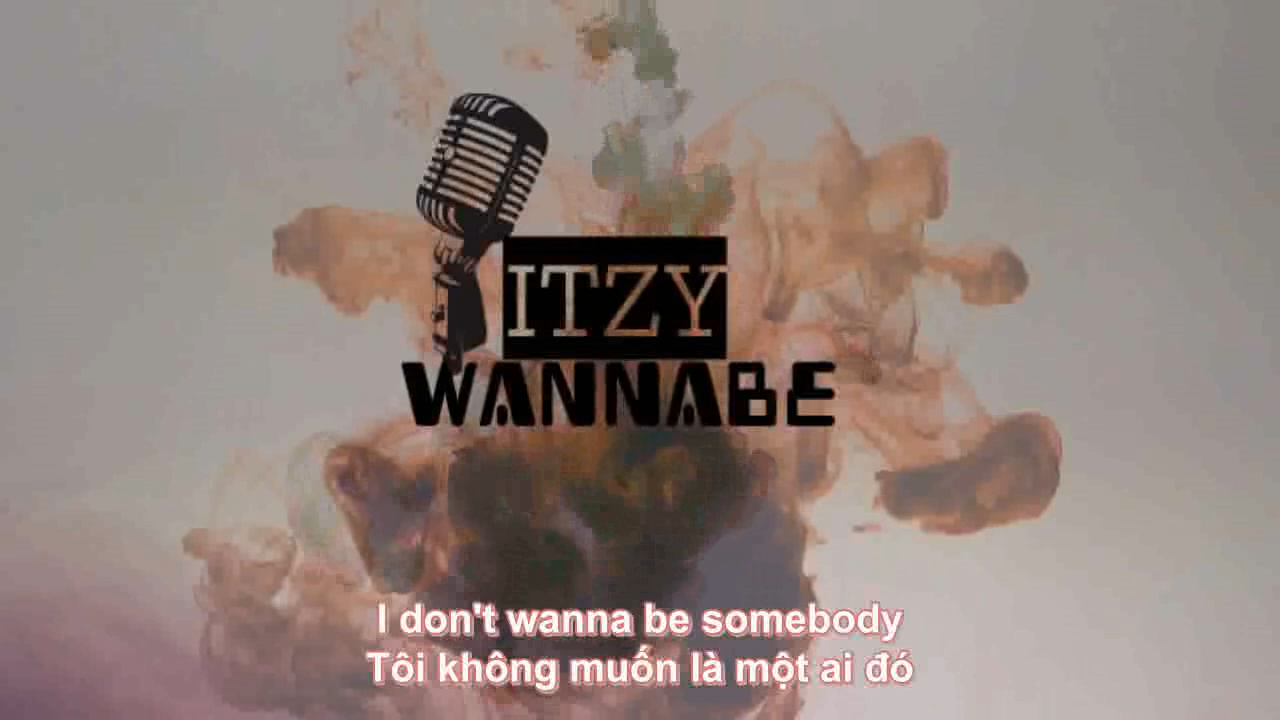 ITZY
WANNABE
I don't wanna be somebody
Tôi không muốn là một ai đó